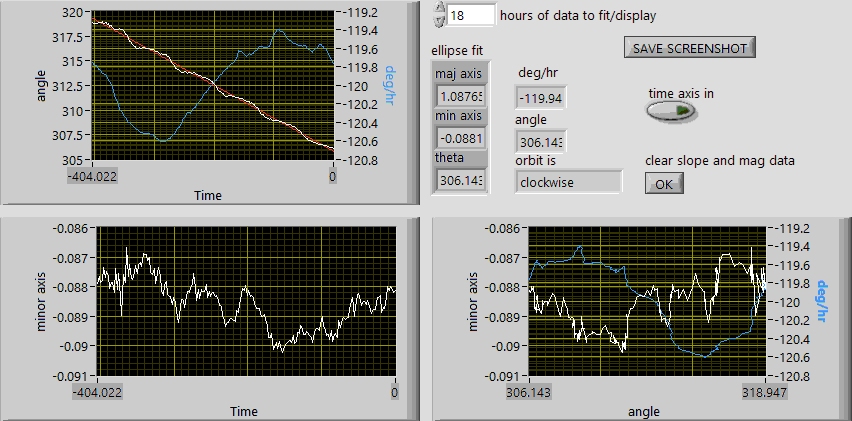 320
317.5
315
312.5
310
307.5
305
angle
-119.2
-119.4
-119.6
-119.8
-120
-120.2
-120.4
-120.6
-120.8
deg/hr
-404.022
0
Time
18
hours of data to fit/display
SAVE SCREENSHOT
ellipse fit
maj axis
1.0876
min axis
-0.0881
theta
306.143
deg/hr
-119.94
angle
306.143
orbit is
clockwise
time axis in
clear slope and mag data
OK
-0.086
-0.087
-0.088
-0.089
-0.09
-0.091
minor axis
-404.022
0
Time
-0.086
-0.087
-0.088
-0.089
-0.09
-0.091
minor axis
-119.2
-119.4
-119.6
-119.8
-120
-120.2
-120.4
-120.6
-120.8
deg/hr
306.143
318.947
angle